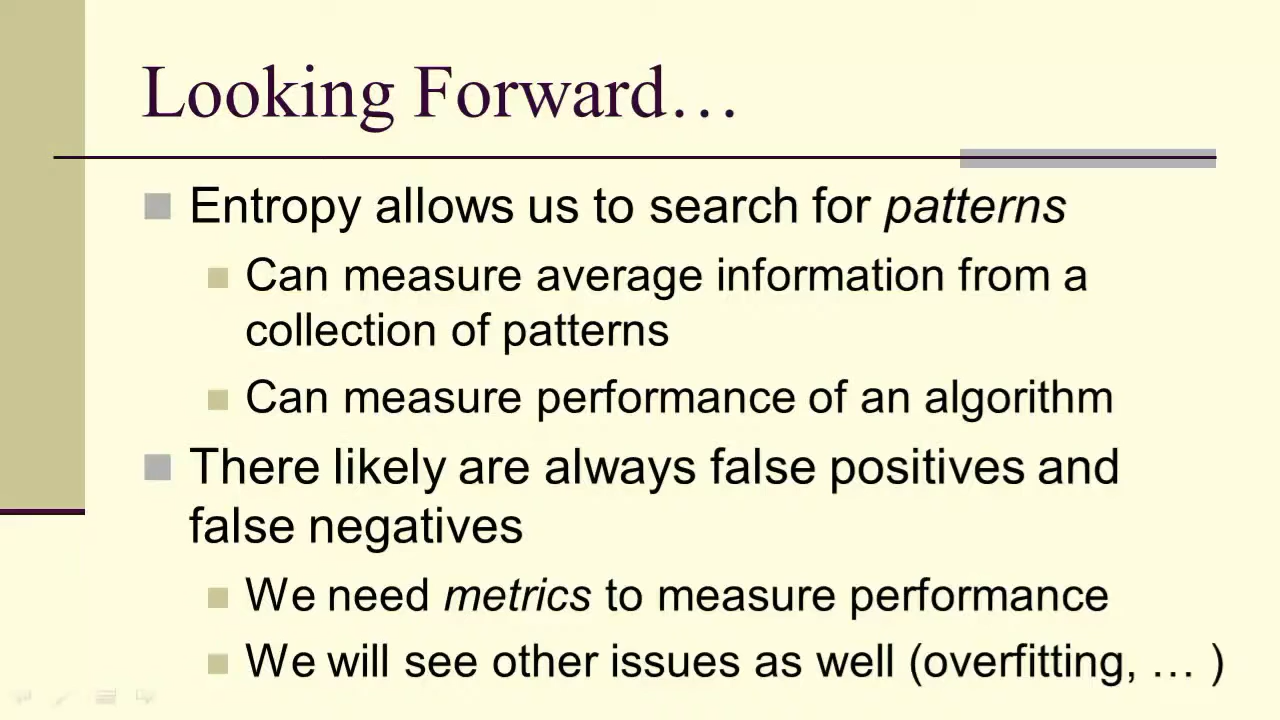 Looking Forward…
Entropy allows us to search for patterns
Can measure average information from a
collection of patterns
Can measure performance of an algorithm
There likely are always false positives and
false negatives
We need metrics to measure performance
We will see other issues as well (overfitting, … )